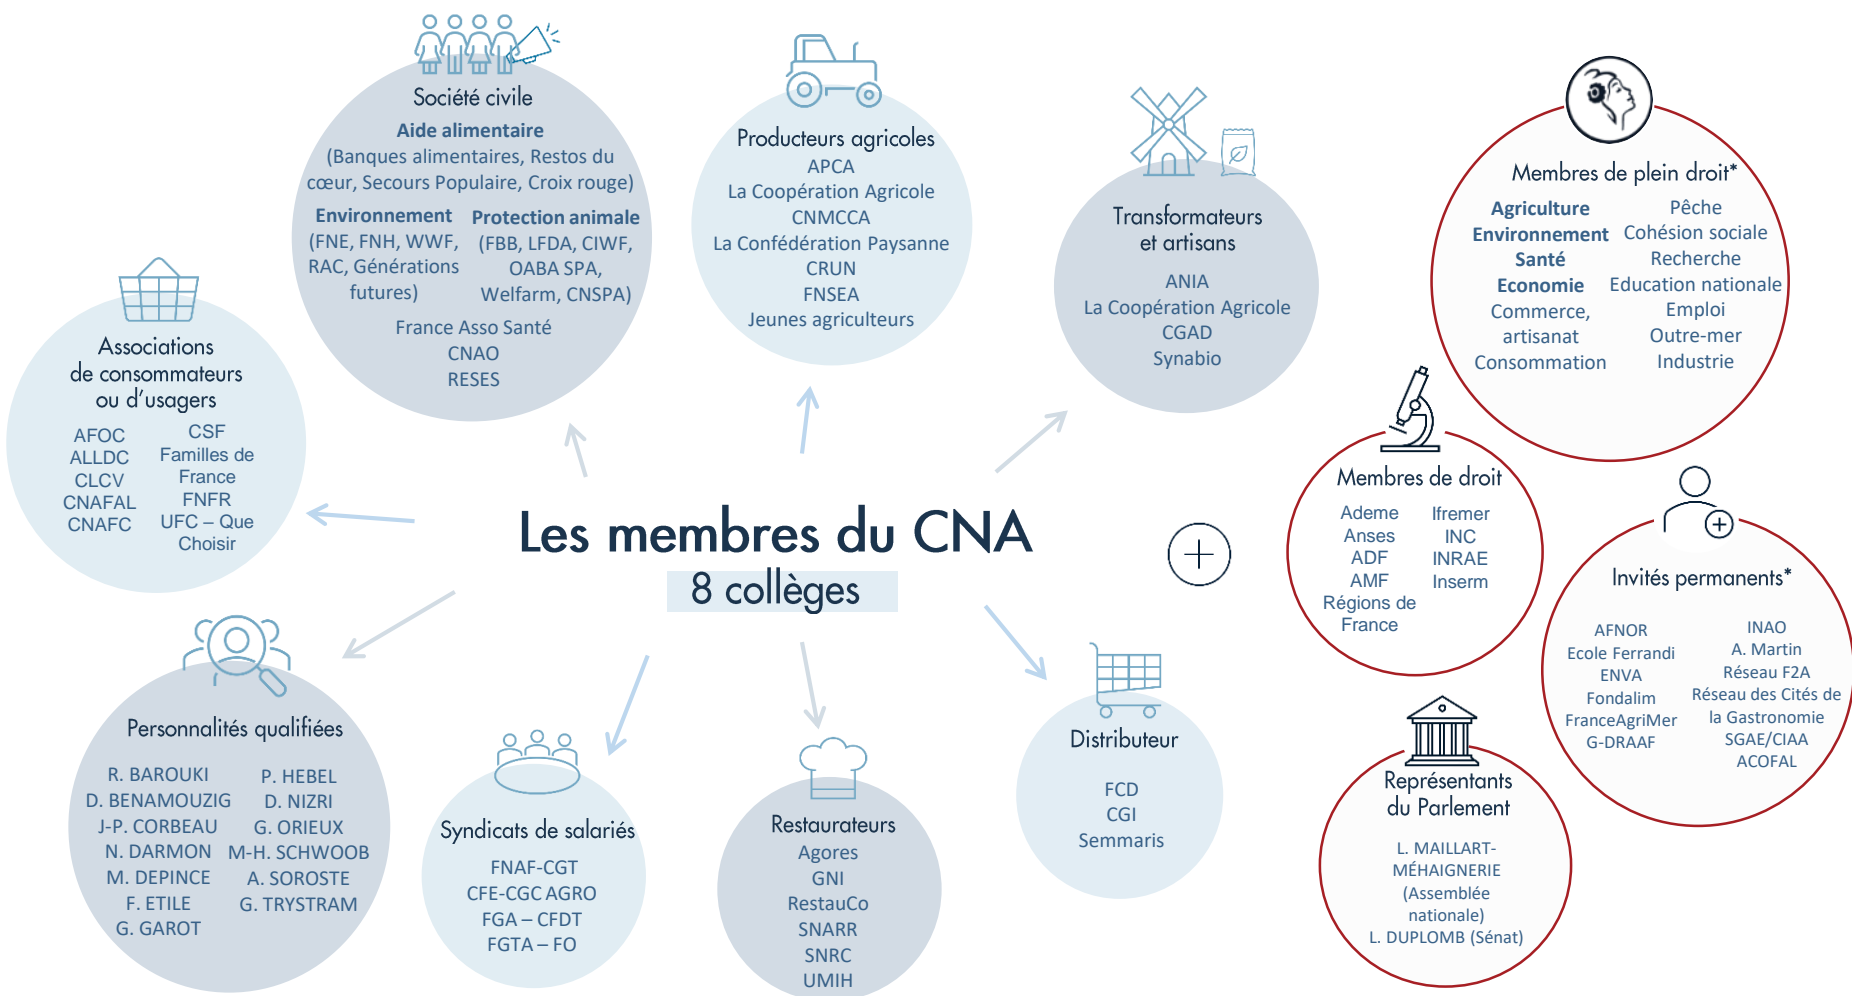 Société civile
Aide alimentaire
(Banques alimentaires, Restos du
cœur, Secours Populaire, Croix rouge)
Environnement
(FNE, FNH, WWF,
RAC, Générations
futures)
Protection animale
(FBB, LFDA, CIWF,
OABA SPA,
Welfarm, CNSPA)
France Asso Santé
CNAO
RESES
Producteurs agricoles
APCA
La Coopération Agricole
CNMCCA
La Confédération Paysanne
CRUN
FNSEA
Jeunes agriculteurs
Transformateurs
et artisans
ANIA
La Coopération Agricole
CGAD
Synabio
Membres de plein droit*
Agriculture
Environnement
Santé
Economie
Commerce,
artisanat
Consommation
Pêche
Cohésion sociale
Recherche
Education nationale
Emploi
Outre-mer
Industrie
Associations
de consommateurs
ou d'usagers
AFOC
ALLDC
CLCV
CNAFAL
CNAFC
CSF
Familles de
France
FNFR
UFC – Que
Choisir
Les membres du CNA
8 collèges
Membres de droit
Ademe
Anses
ADF
AMF
Régions de
France
Ifremer
INC
INRAE
Inserm
Invités permanents*
AFNOR
Ecole Ferrandi
ENVA
Fondalim
FranceAgriMer
G-DRAAF
INAO
A. Martin
Réseau F2A
Réseau des Cités de
la Gastronomie
SGAE/CIAA
ACOFAL
Personnalités qualifiées
R. BAROUKI
D. BENAMOUZIG
J-P. CORBEAU
N. DARMON
M. DEPINCE
F. ETILE
G. GAROT
P. HEBEL
D. NIZRI
G. ORIEUX
M-H. SCHWOOB
A. SOROSTE
G. TRYSTRAM
Syndicats de salariés
FNAF-CGT
CFE-CGC AGRO
FGA – CFDT
FGTA – FO
Restaurateurs
Agores
GNI
RestauCo
SNARR
SNRC
UMIH
Distributeur
FCD
CGI
Semmaris
Représentants
du Parlement
L. MAILLART-
MÉHAIGNERIE
(Assemblée
nationale)
L. DUPLOMB (Sénat)